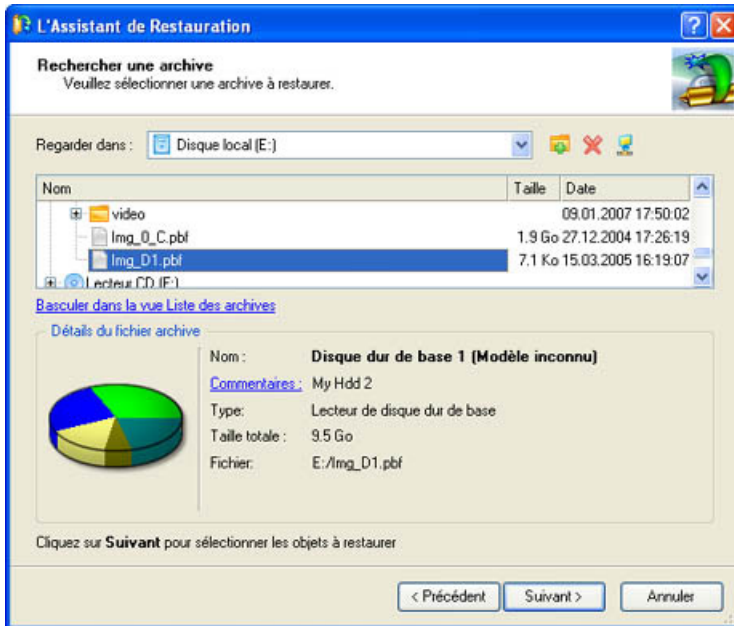 L'Assistant de Restauration
Rechercher une archive
Veuillez sélectionner une archive à restaurer.
Regarder dans : Disque local (E:)
Nom Taille Date
video 09.01.2007 17:50:02
Img_0_C.pbf 1.9 Go 27.12.2004 17:26:19
Img_D1.pbf 7.1 Ko 15.03.2005 16:19:07
Lecteur CD (F:)
Basculer dans la vue Liste des archives
Détails du fichier archive
Nom : Disque dur de base 1 (Modèle inconnu)
Commentaires : My Hdd 2
Type: Lecteur de disque dur de base
Taille totale : 9.5 Go
Fichier: E:/Img_D1.pbf
Cliquez sur Suivant pour sélectionner les objets à restaurer
< Précédent Suivant > Annuler